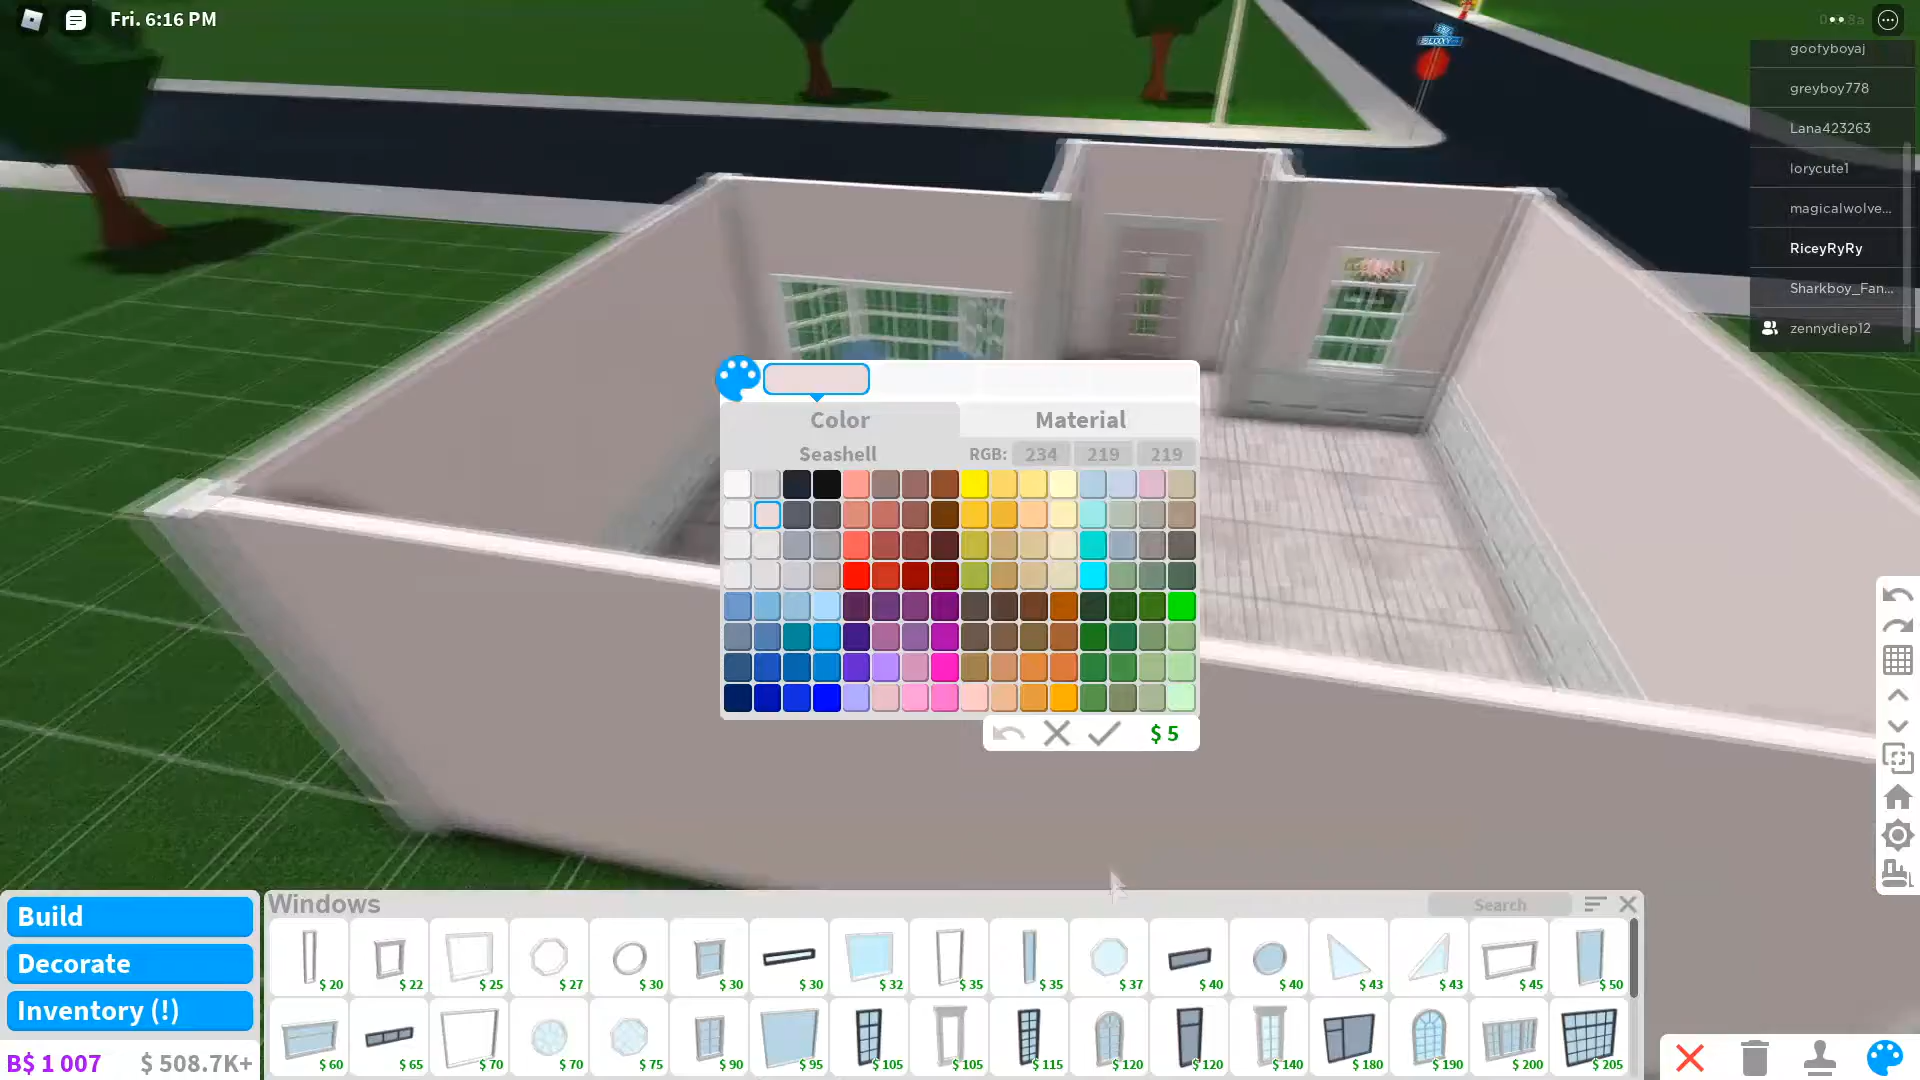 Fri. 6:16 PM
goofyboyaj
greyboy778
Lana423263
lorycute1
magicalwolve...
RiceyRyRy
Sharkboy_Fan...
zennydiep12
Color
Material
Seashell
RGB: 234 219 219
$ 5
Build
Decorate
Inventory (!)
B$ 1 007
$ 508.7K+
Windows
Search
$ 20
$ 22
$ 25
$ 27
$ 30
$ 30
$ 30
$ 32
$ 35
$ 35
$ 37
$ 40
$ 40
$ 43
$ 43
$ 45
$ 50
$ 60
$ 65
$ 70
$ 70
$ 75
$ 90
$ 95
$ 105
$ 105
$ 115
$ 120
$ 120
$ 140
$ 180
$ 190
$ 200
$ 205